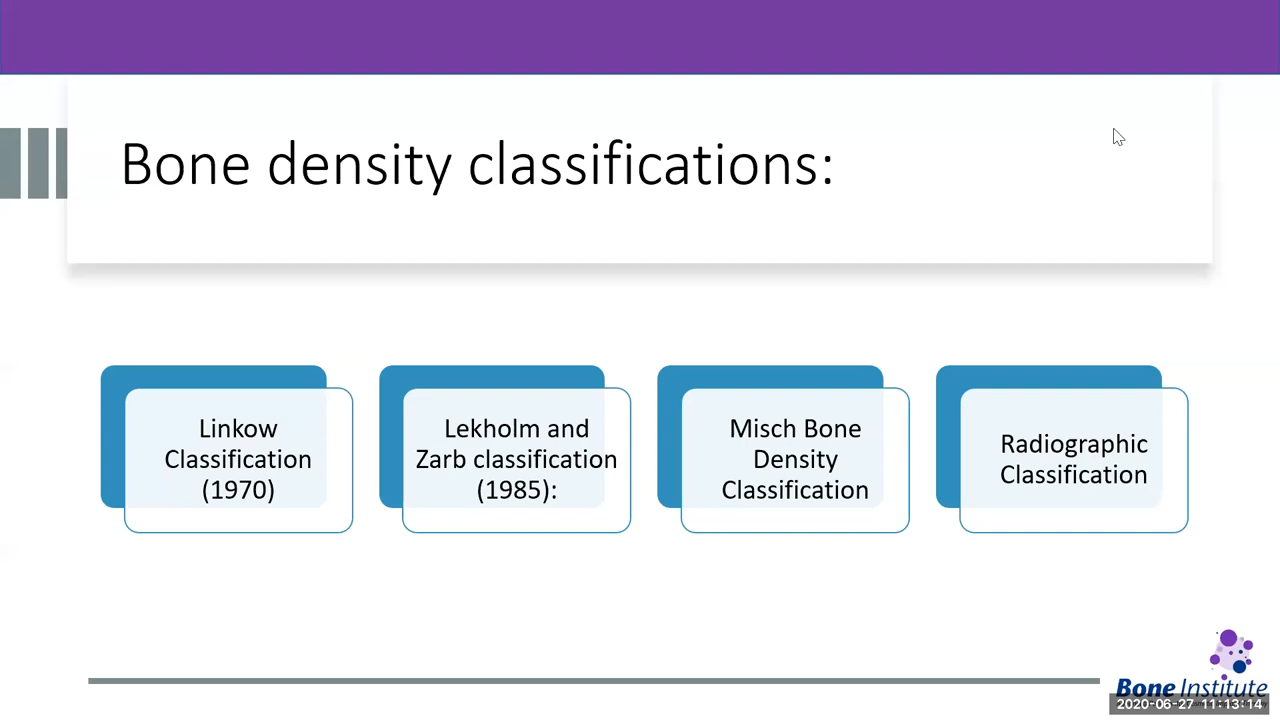 Bone density classifications:
Linkow
Classification
(1970)
Lekholm and
Zarb classification
(1985):
Misch Bone
Density
Classification
Radiographic
Classification
Bone Institute
2020-06-27 11:13:14